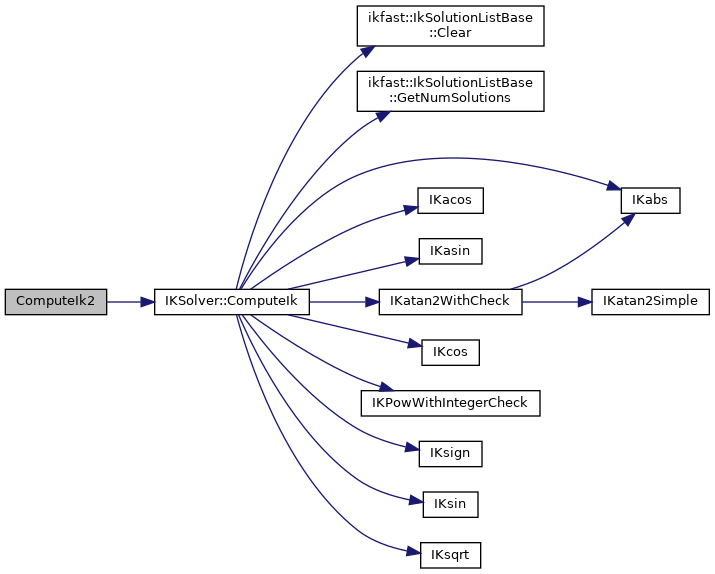 ikfast::IkSolutionListBase
::Clear
ikfast::IkSolutionListBase
::GetNumSolutions
IKabs
IKacos
IKasin
ComputeIk2
IKSolver::ComputeIk
IKatan2WithCheck
IKatan2Simple
IKcos
IKPowWithIntegerCheck
IKsign
IKsin
IKsqrt